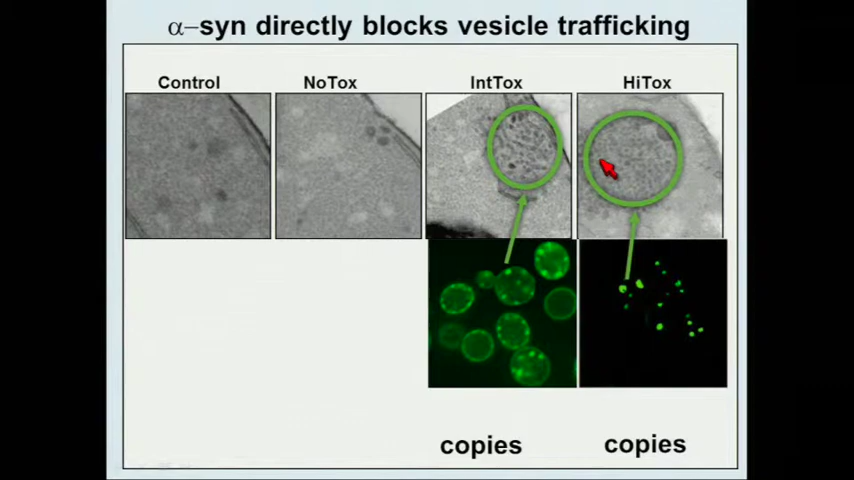 α–syn directly blocks vesicle trafficking
Control NoTox IntTox HiTox
copies copies